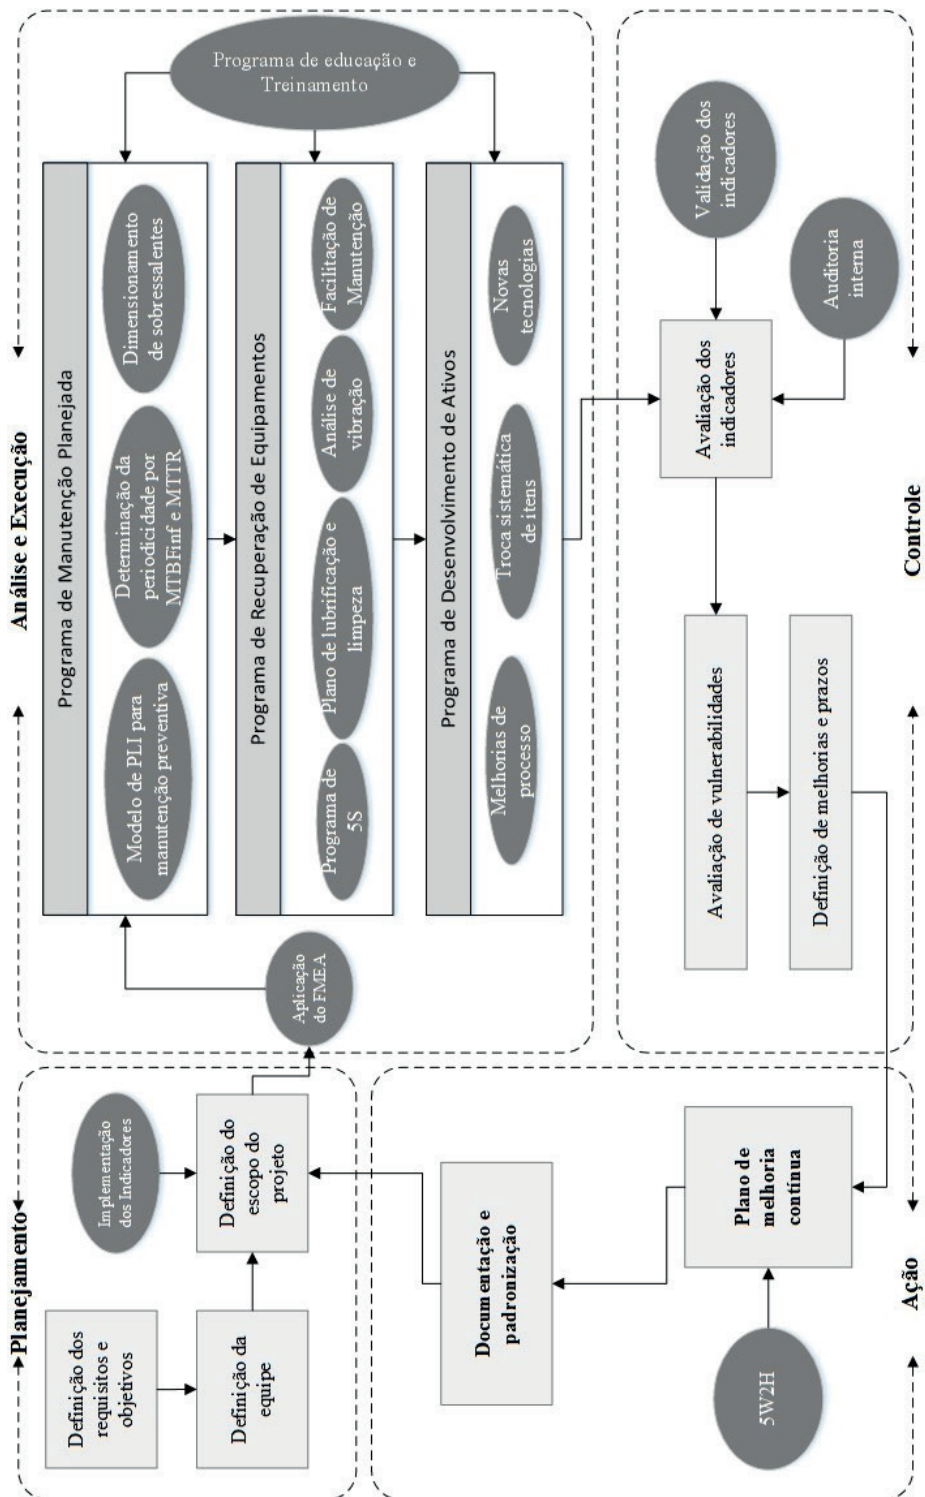 Planejamento
Definição dos
requisitos e
objetivos
Definição da
equipe
Implementação
dos Indicadores
Definição do
escopo do
projeto
Análise e Execução
Aplicação
do FMEA
Programa de Manutenção Planejada
Modelo de PLI para
manutenção preventiva
Determinação da
periodicidade por
MTBFinf e MTTR
Dimensionamento
de sobressalentes
Programa de Recuperação de Equipamentos
Programa de
5S
Plano de lubrificação e
limpeza
Análise de
vibração
Facilitação de
Manutenção
Programa de Desenvolvimento de Ativos
Melhorias de
processo
Troca sistemática
de itens
Novas
tecnologias
Programa de educação e
Treinamento
Controle
Validação dos
indicadores
Auditoria
interna
Avaliação dos
indicadores
Avaliação de vulnerabilidades
Definição de melhorias e prazos
Ação
5W2H
Plano de
melhoria
contínua
Documentação e
padronização